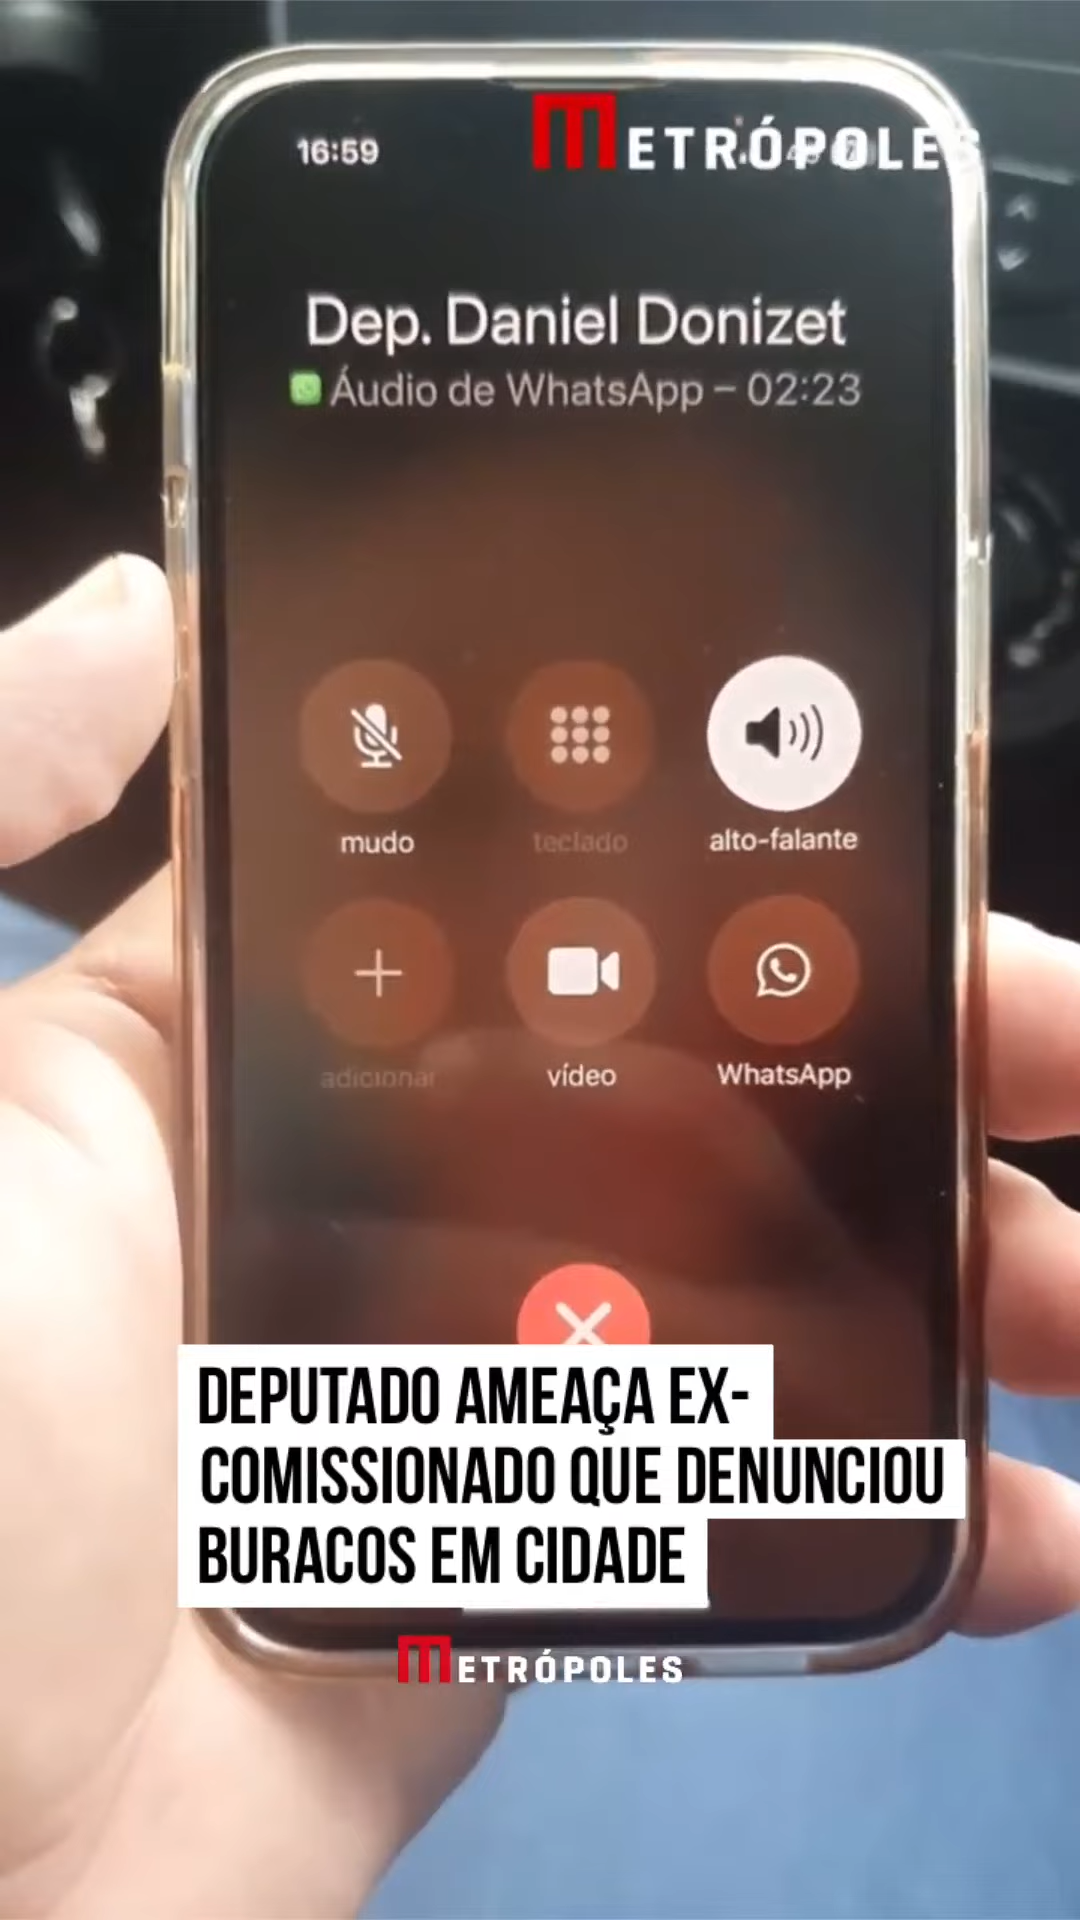 16:59
METRÓPOLES
Dep. Daniel Donizet
Áudio de WhatsApp – 02:23
mudo
teclado
alto-falante
adicionar
vídeo
WhatsApp
DEPUTADO AMEAÇA EX-
COMISSIONADO QUE DENUNCIOU
BURACOS EM CIDADE
METRÓPOLES